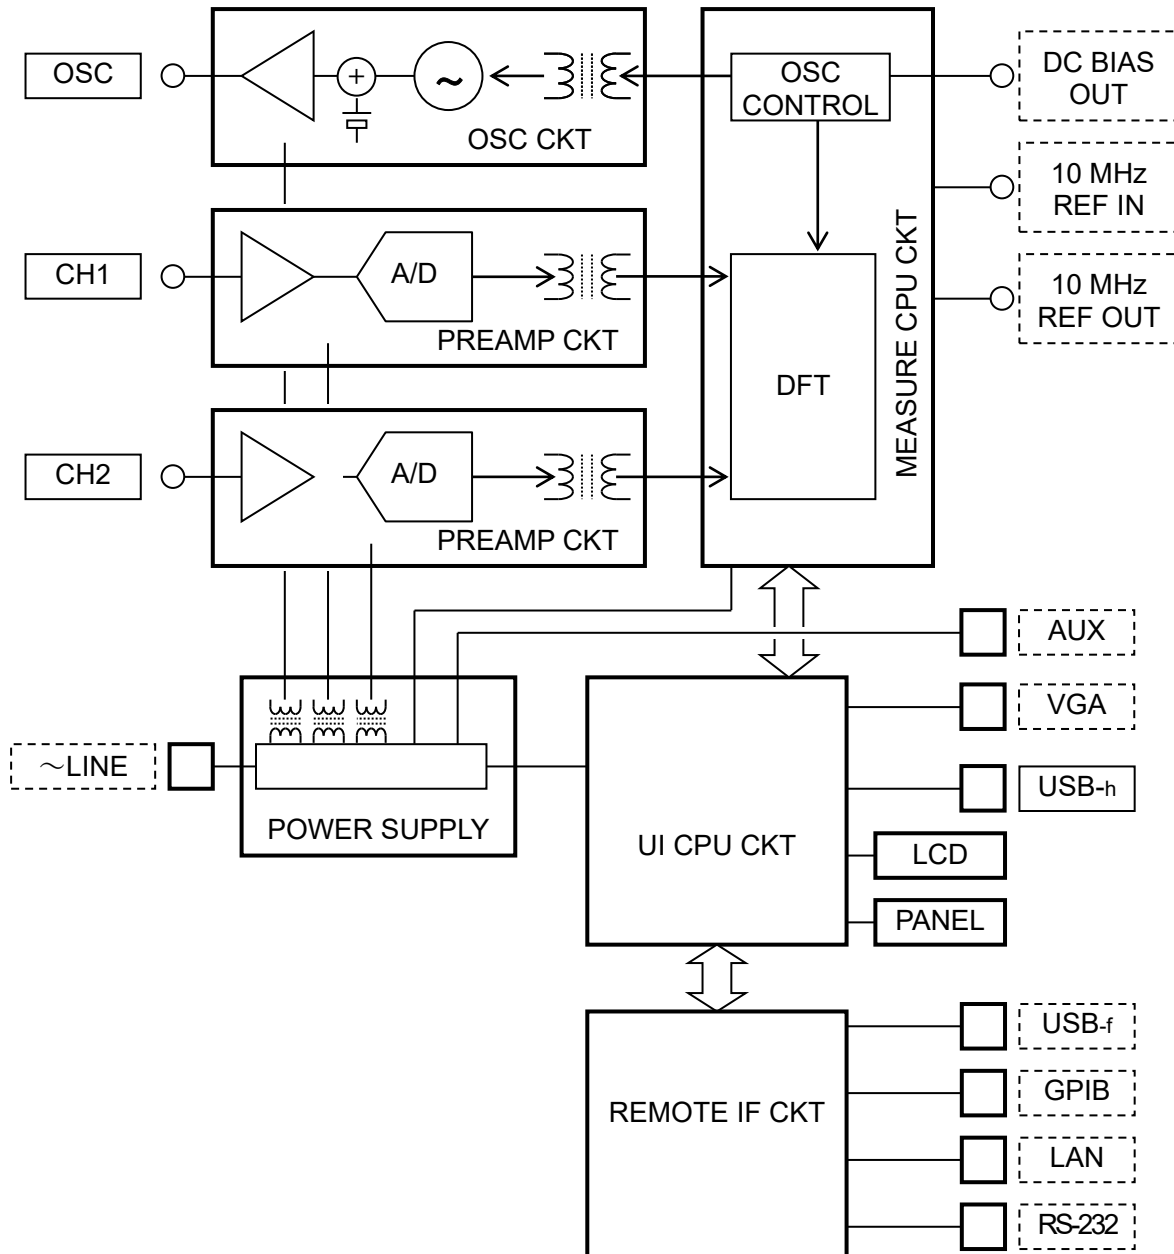 OSC
OSC CKT
OSC
CONTROL
DC BIAS
OUT
10 MHz
REF IN
CH1
A/D
PREAMP CKT
10 MHz
REF OUT
MEASURE CPU CKT
DFT
CH2
A/D
PREAMP CKT
AUX
VGA
~LINE
POWER SUPPLY
USB-h
UI CPU CKT
LCD
PANEL
USB-f
REMOTE IF CKT
GPIB
LAN
RS-232